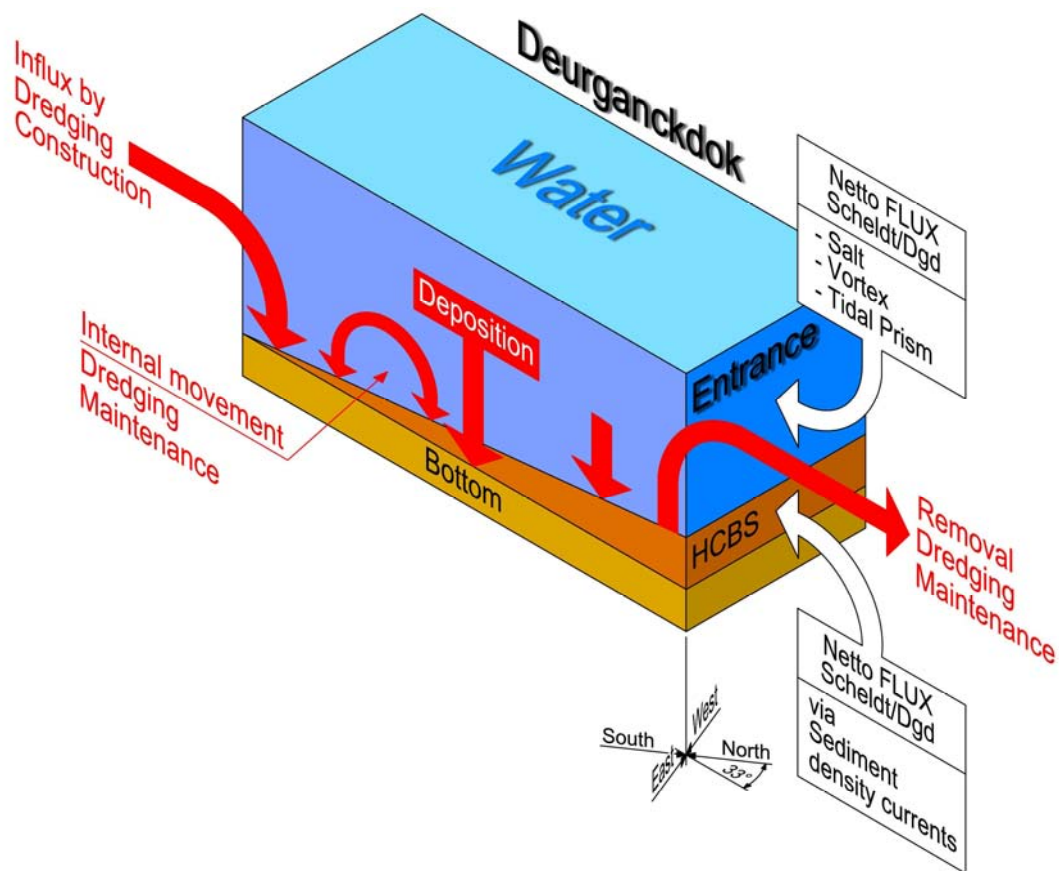 Deurganckdok
Water
Influx by
Dredging
Construction
Netto FLUX
Scheldt/Dgd
- Salt
- Vortex
- Tidal Prism
Deposition
Entrance
Internal movement
Dredging
Maintenance
Bottom
HCBS
Removal
Dredging
Maintenance
Netto FLUX
Scheldt/Dgd
via
Sediment
density currents
West
South
North
East
33°